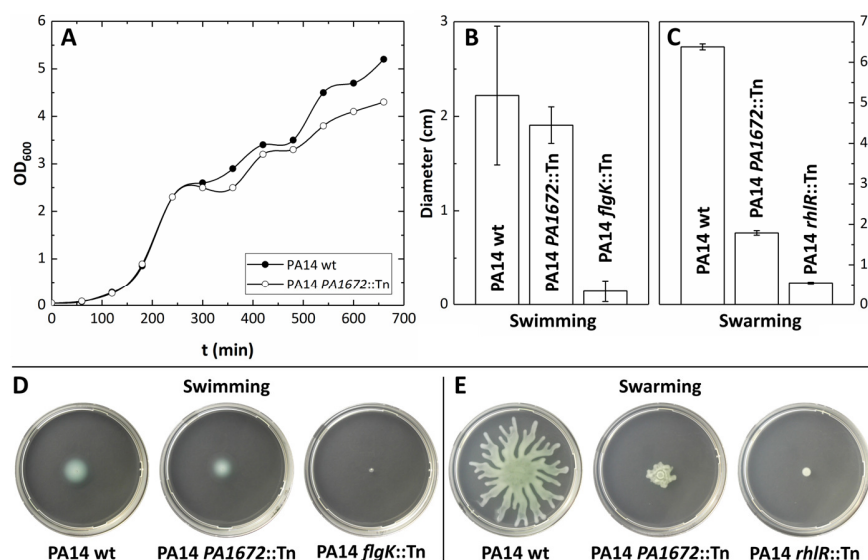 A
OD600
6
5
4
3
2
1
0
0 100 200 300 400 500 600 700
t (min)
PA14 wt
PA14 PA1672::Tn
B
Diameter (cm)
3
2
1
0
PA14 wt
PA14 PA1672::Tn
PA14 flgK::Tn
Swimming
C
PA14 wt
PA14 PA1672::Tn
PA14 rhlR::Tn
7
6
5
4
3
2
1
0
Swarming
D
Swimming
PA14 wt PA14 PA1672::Tn PA14 flgK::Tn
E
Swarming
PA14 wt PA14 PA1672::Tn PA14 rhlR::Tn